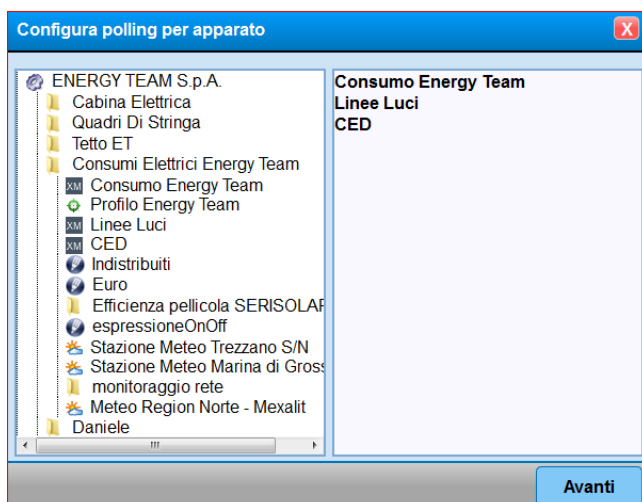 Configura polling per apparato
X
ENERGY TEAM S.p.A.
Cabina Elettrica
Quadri Di Stringa
Tetto ET
Consumi Elettrici Energy Team
XM Consumo Energy Team
Profilo Energy Team
XM Linee Luci
XM CED
Indistribuiti
Euro
Efficienza pellicola SERISOLAR
espressioneOnOff
Stazione Meteo Trezzano S/N
Stazione Meteo Marina di Gross
monitoraggio rete
Meteo Region Norte - Mexalit
Daniele
Consumo Energy Team
Linee Luci
CED
Avanti